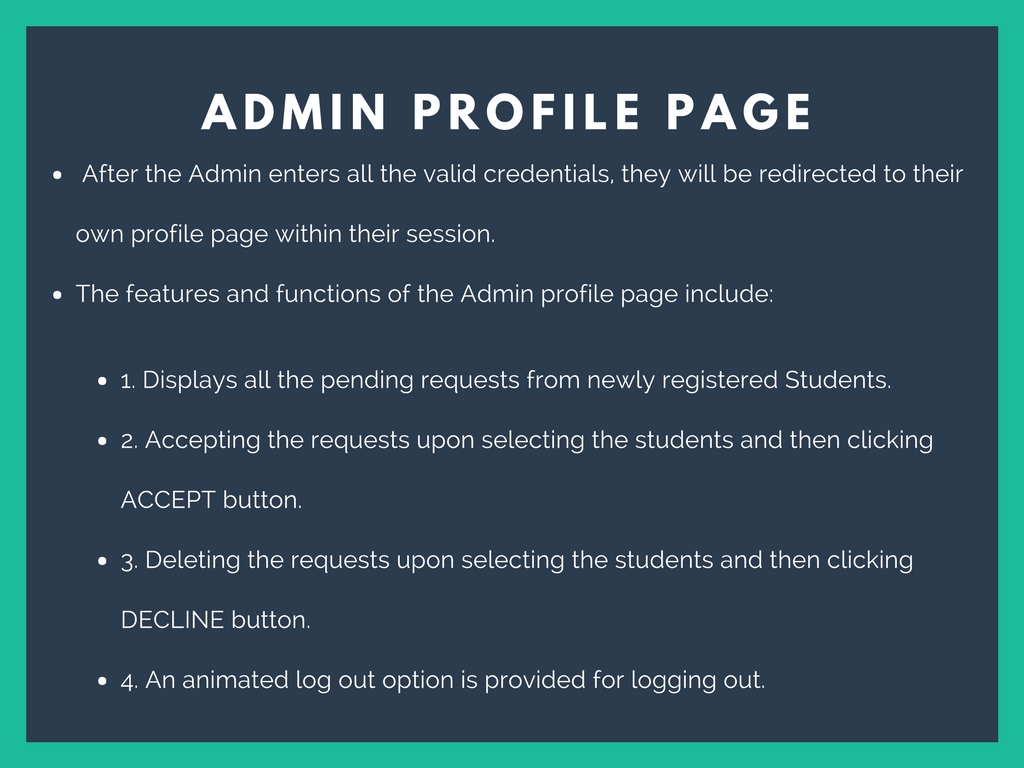 ADMIN PROFILE PAGE
• After the Admin enters all the valid credentials, they will be redirected to their
own profile page within their session.
• The features and functions of the Admin profile page include:
• 1. Displays all the pending requests from newly registered Students.
• 2. Accepting the requests upon selecting the students and then clicking
ACCEPT button.
• 3. Deleting the requests upon selecting the students and then clicking
DECLINE button.
• 4. An animated log out option is provided for logging out.